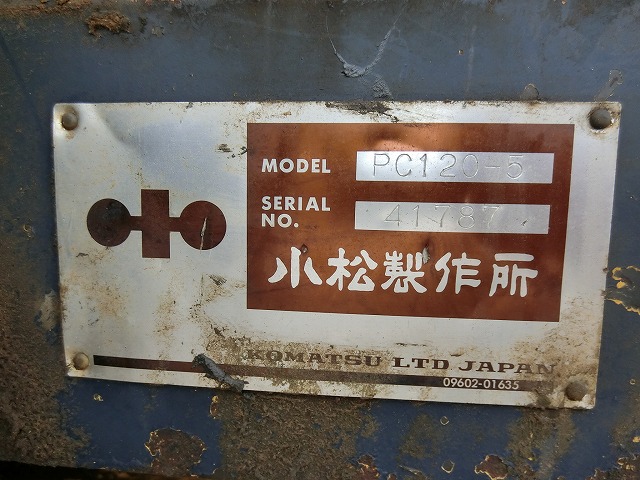 MODEL PC120-5
SERIAL NO. 41787
小松製作所
KOMATSU LTD JAPAN
09602-01635